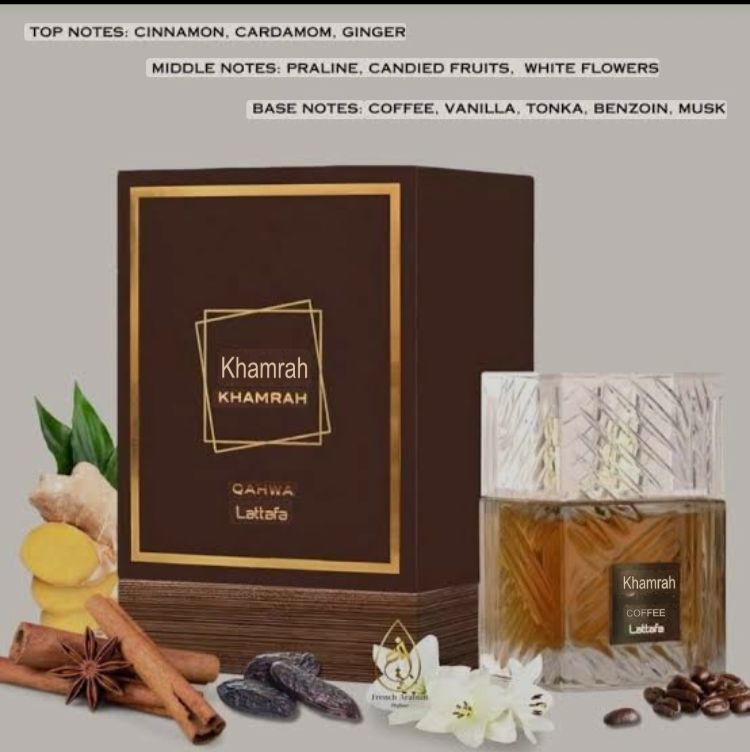 TOP NOTES: CINNAMON, CARDAMOM, GINGER
MIDDLE NOTES: PRALINE, CANDIED FRUITS, WHITE FLOWERS
BASE NOTES: COFFEE, VANILLA, TONKA, BENZOIN, MUSK
Khamrah
KHAMRAH
QAHWA
Lattafa
Khamrah
COFFEE
Lattafa
French Arabian